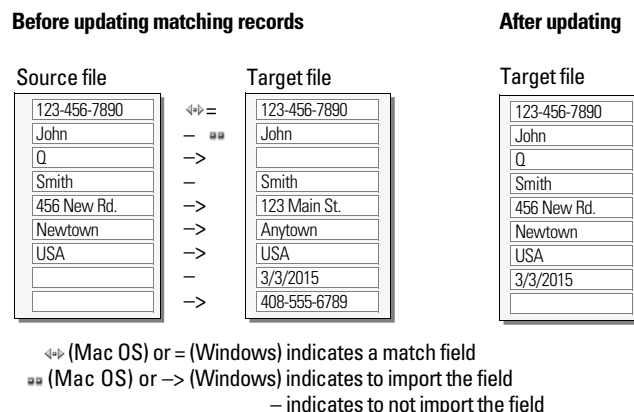 Before updating matching records
After updating
Source file
Target file
Target file
123-456-7890
=
123-456-7890
123-456-7890
John
–
John
John
Q
–>
Q
Smith
–
Smith
Smith
456 New Rd.
–>
123 Main St.
456 New Rd.
Newtown
–>
Anytown
Newtown
USA
–>
USA
USA
–
3/3/2015
3/3/2015
–>
408-555-6789
(Mac OS) or = (Windows) indicates a match field
(Mac OS) or –> (Windows) indicates to import the field
– indicates to not import the field